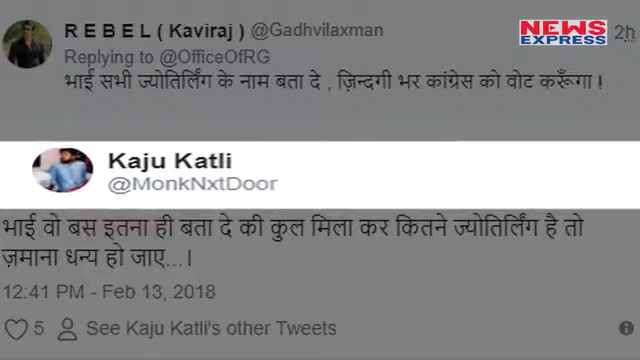 R E B E L ( Kaviraj ) @Gadhvilaxman
NEWS
EXPRESS
2h
Replying to @OfficeOfRG
भाई सभी ज्योतिर्लिंग के नाम बता दे , ज़िन्दगी भर कांग्रेस को वोट करूँगा !
Kaju Katli
@MonkNxtDoor
भाई वो बस इतना ही बता दे की कुल मिला कर कितने ज्योतिर्लिंग है तो
ज़माना धन्य हो जाए...।
12:41 PM - Feb 13, 2018
5 See Kaju Katli's other Tweets